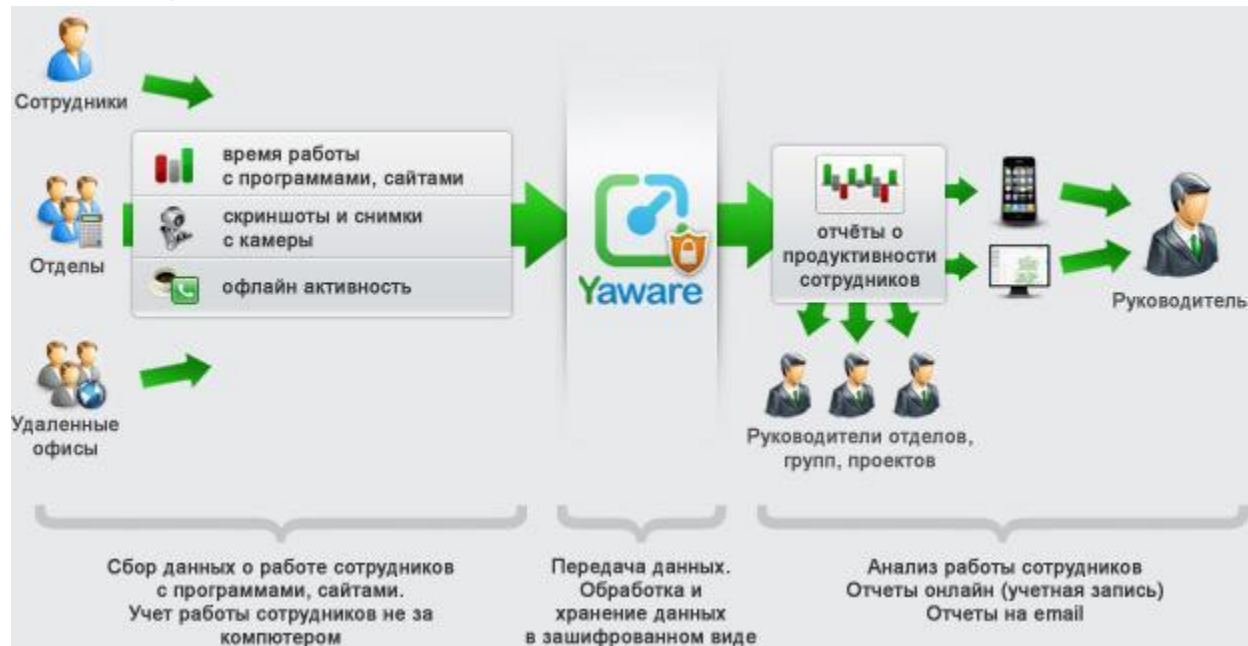 Сотрудники
Отделы
Удаленные
офисы
время работы
с программами, сайтами
скриншоты и снимки
с камеры
офлайн активность
Yaware
отчёты о
продуктивности
сотрудников
Руководитель
Руководители отделов,
групп, проектов
Сбор данных о работе сотрудников
с программами, сайтами.
Учет работы сотрудников не за
компютером
Передача данных.
Обработка и
хранение данных
в зашифрованном виде
Анализ работы сотрудников
Отчеты онлайн (учетная запись)
Отчеты на email